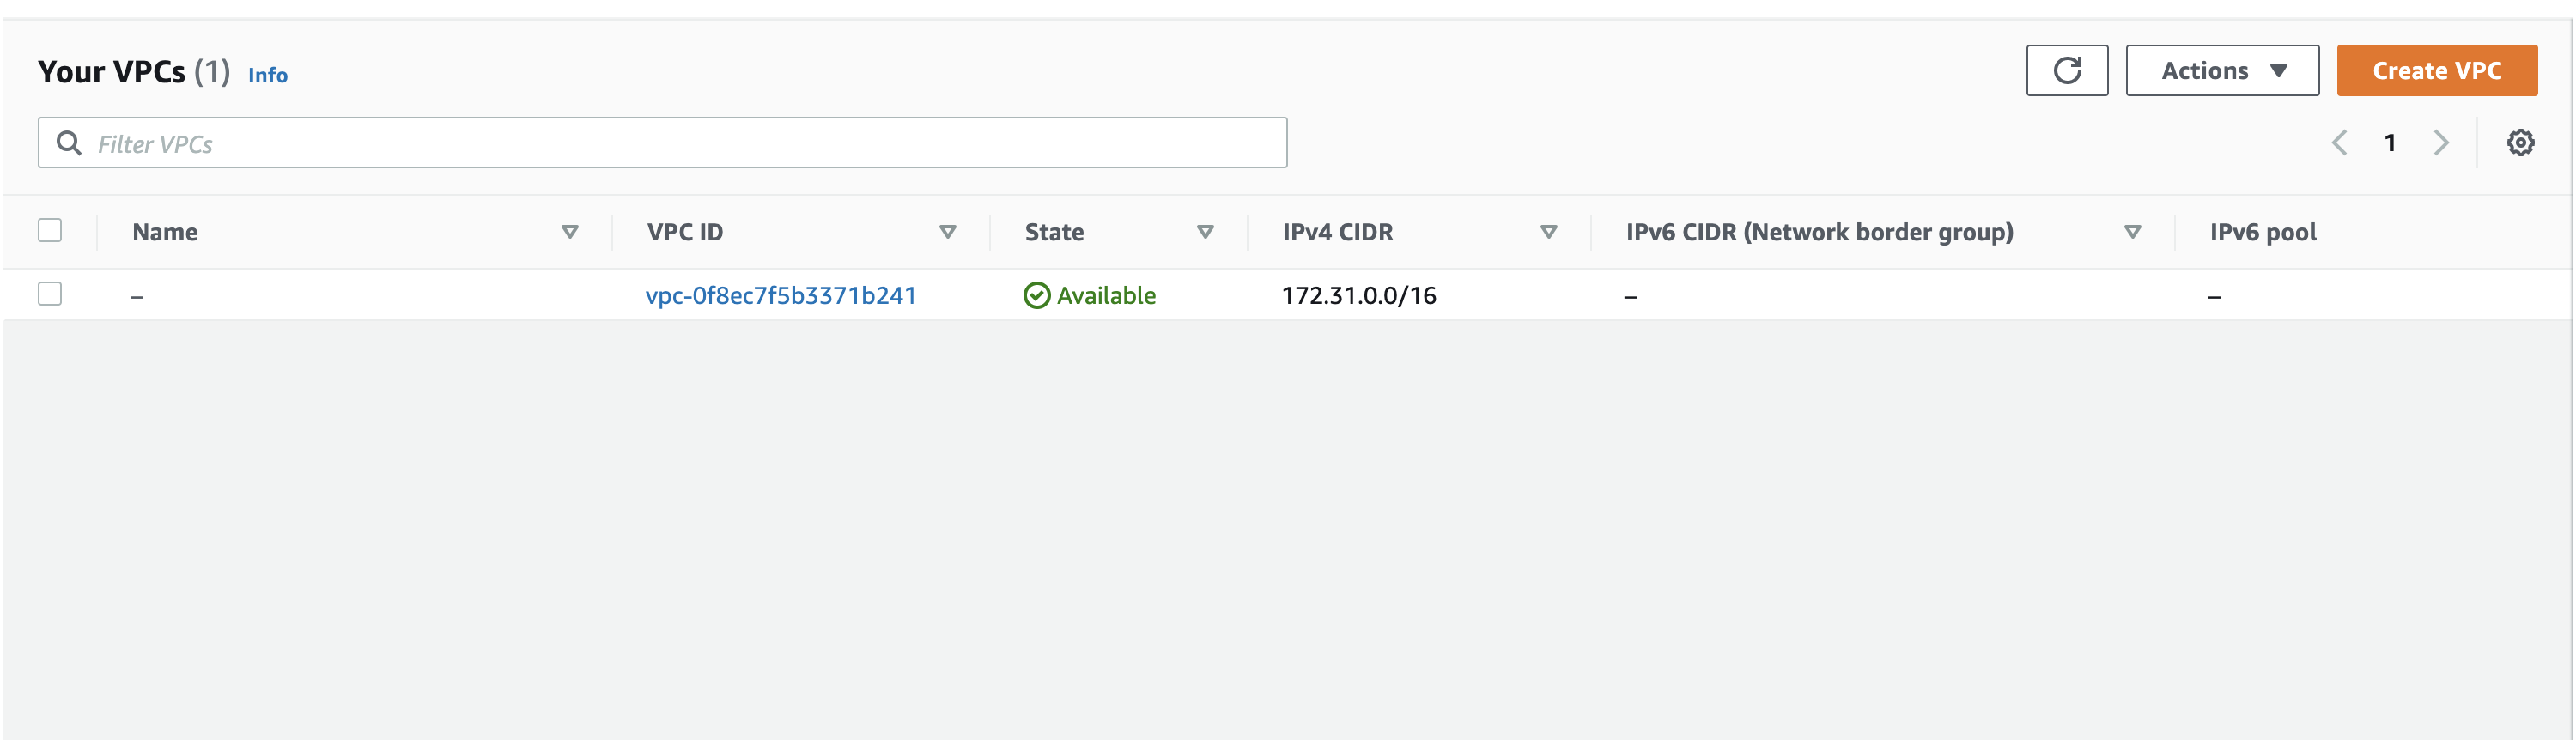 Your VPCs (1) Info
Actions
Create VPC
Filter VPCs
1
Name VPC ID State IPv4 CIDR IPv6 CIDR (Network border group) IPv6 pool
– vpc-0f8ec7f5b3371b241 Available 172.31.0.0/16 – –